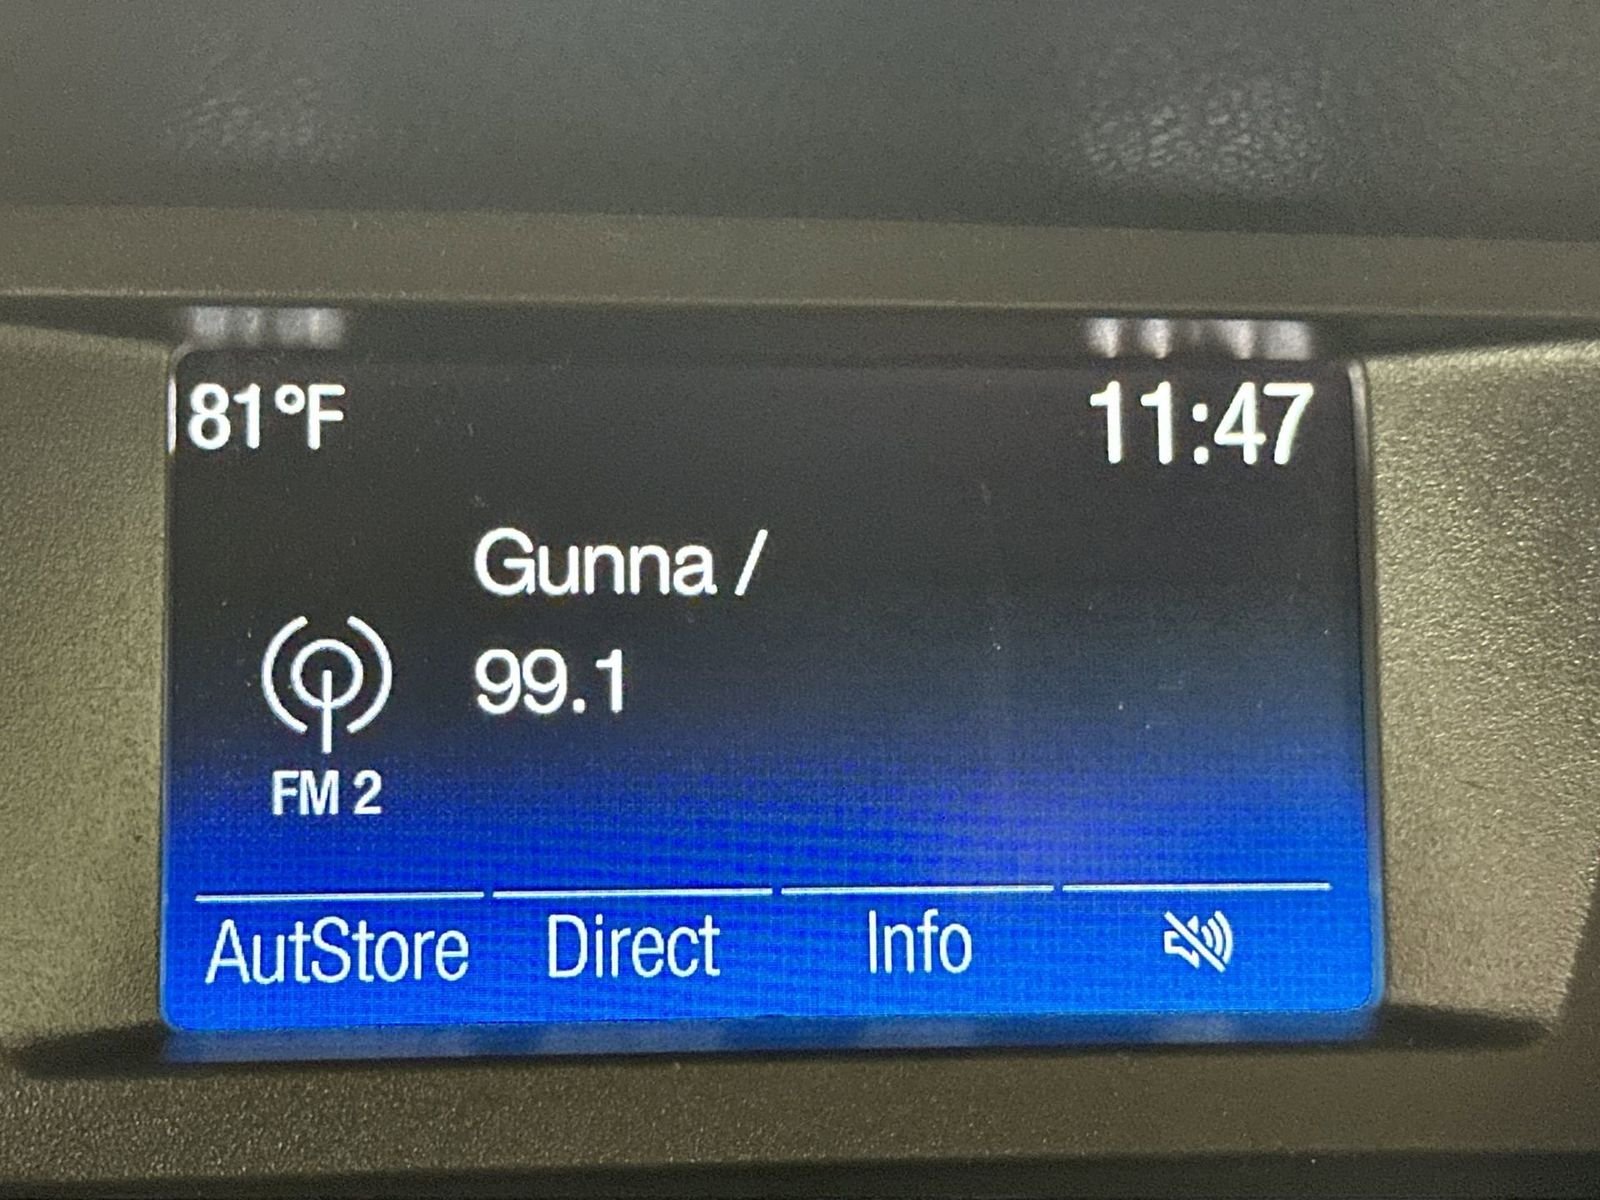 81°F 11:47
Gunna /
99.1
FM 2
AutStore Direct Info